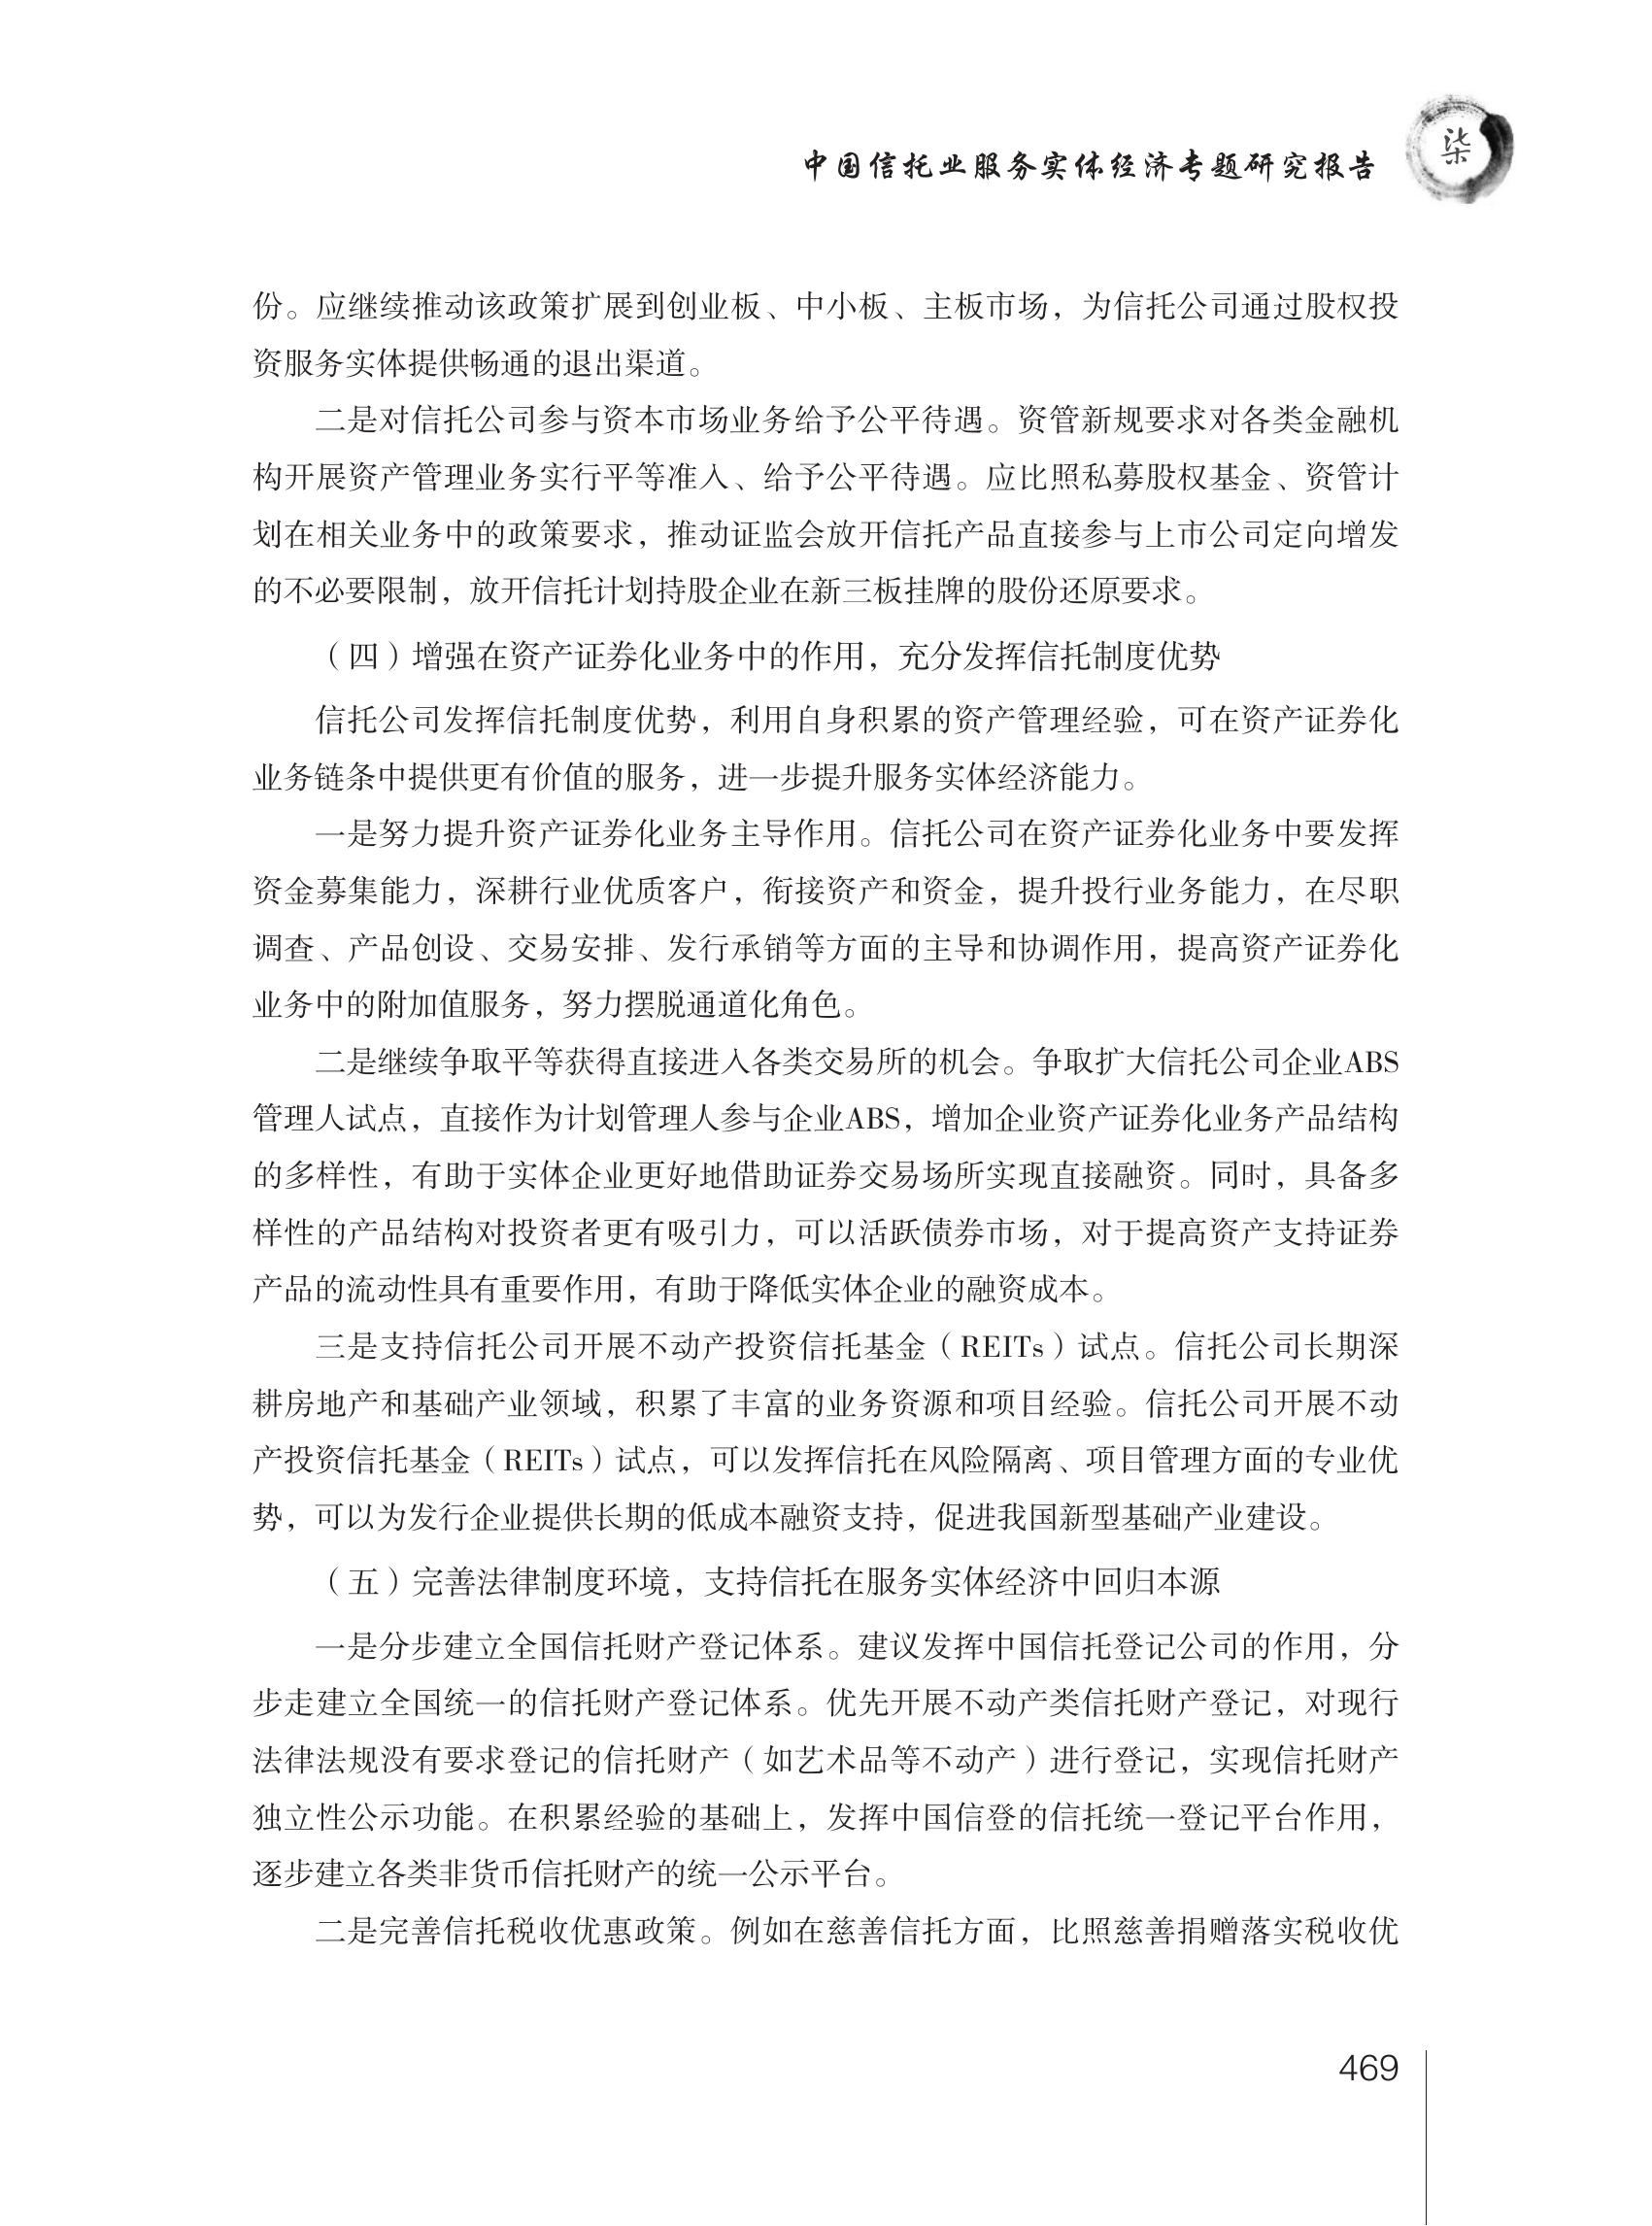 中国信托业服务实体经济专题研究报告
柒
份。应继续推动该政策扩展到创业板、中小板、主板市场，为信托公司通过股权投
资服务实体提供畅通的退出渠道。
二是对信托公司参与资本市场业务给予公平待遇。资管新规要求对各类金融机
构开展资产管理业务实行平等准入、给予公平待遇。应比照私募股权基金、资管计
划在相关业务中的政策要求，推动证监会放开信托产品直接参与上市公司定向增发
的不必要限制，放开信托计划持股企业在新三板挂牌的股份还原要求。
（四）增强在资产证券化业务中的作用，充分发挥信托制度优势
信托公司发挥信托制度优势，利用自身积累的资产管理经验，可在资产证券化
业务链条中提供更有价值的服务，进一步提升服务实体经济能力。
一是努力提升资产证券化业务主导作用。信托公司在资产证券化业务中要发挥
资金募集能力，深耕行业优质客户，衔接资产和资金，提升投行业务能力，在尽职
调查、产品创设、交易安排、发行承销等方面的主导和协调作用，提高资产证券化
业务中的附加值服务，努力摆脱通道化角色。
二是继续争取平等获得直接进入各类交易所的机会。争取扩大信托公司企业ABS
管理人试点，直接作为计划管理人参与企业ABS，增加企业资产证券化业务产品结构
的多样性，有助于实体企业更好地借助证券交易场所实现直接融资。同时，具备多
样性的产品结构对投资者更有吸引力，可以活跃债券市场，对于提高资产支持证券
产品的流动性具有重要作用，有助于降低实体企业的融资成本。
三是支持信托公司开展不动产投资信托基金（REITs）试点。信托公司长期深
耕房地产和基础产业领域，积累了丰富的业务资源和项目经验。信托公司开展不动
产投资信托基金（REITs）试点，可以发挥信托在风险隔离、项目管理方面的专业优
势，可以为发行企业提供长期的低成本融资支持，促进我国新型基础产业建设。
（五）完善法律制度环境，支持信托在服务实体经济中回归本源
一是分步建立全国信托财产登记体系。建议发挥中国信托登记公司的作用，分
步走建立全国统一的信托财产登记体系。优先开展不动产类信托财产登记，对现行
法律法规没有要求登记的信托财产（如艺术品等不动产）进行登记，实现信托财产
独立性公示功能。在积累经验的基础上，发挥中国信登的信托统一登记平台作用，
逐步建立各类非货币信托财产的统一公示平台。
二是完善信托税收优惠政策。例如在慈善信托方面，比照慈善捐赠落实税收优
469